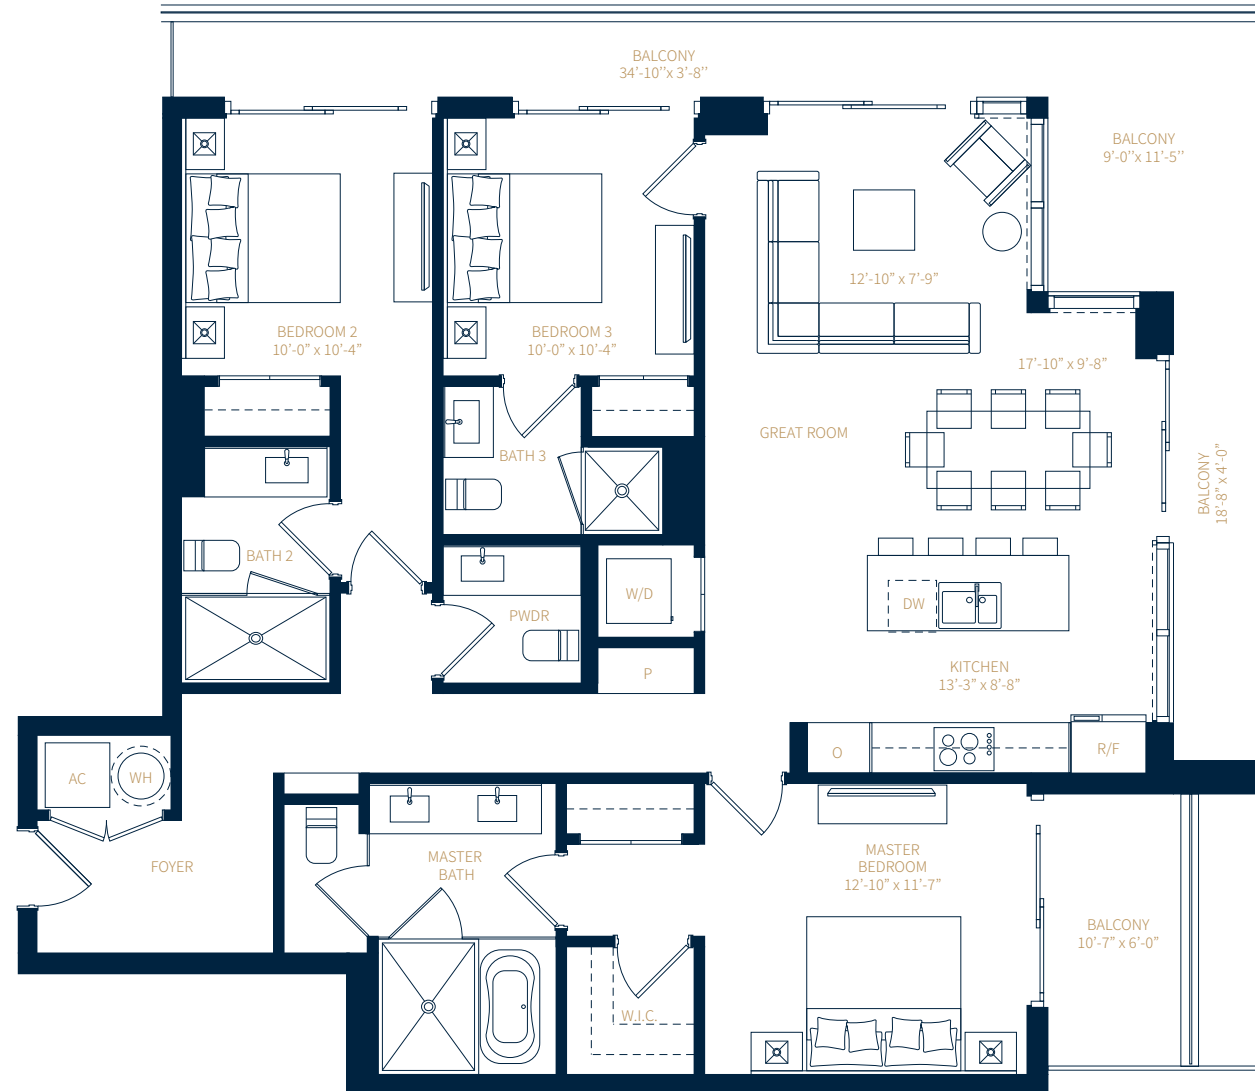 BALCONY
34’-10’’x 3’-8’’
BALCONY
9’-0’’x 11’-5’’
12’-10” x 7’-9”
BEDROOM 2
10’-0” x 10’-4”
BEDROOM 3
10’-0” x 10’-4”
17’-10” x 9’-8”
GREAT ROOM
BATH 3
BALCONY
18’-8” x 4’-0”
BATH 2
W/D
DW
PWDR
P
KITCHEN
13’-3” x 8’-8”
O
R/F
AC
WH
FOYER
MASTER
BATH
MASTER
BEDROOM
12’-10” x 11’-7”
BALCONY
10’-7” x 6’-0”
W.I.C.